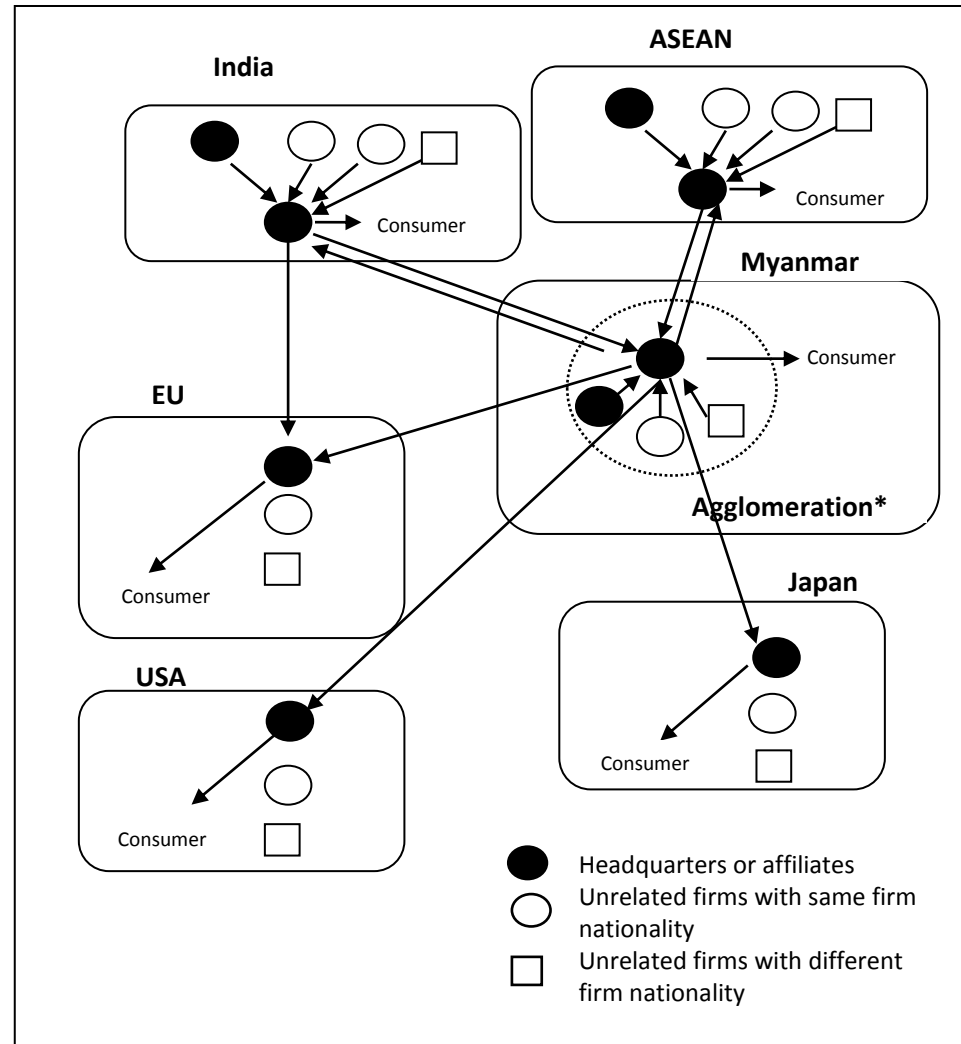 ASEAN
India
Consumer
Consumer
Myanmar
Consumer
EU
Agglomeration*
Consumer
Japan
USA
Consumer
Consumer
Headquarters or affiliates
Unrelated firms with same firm
nationality
Unrelated firms with different
firm nationality